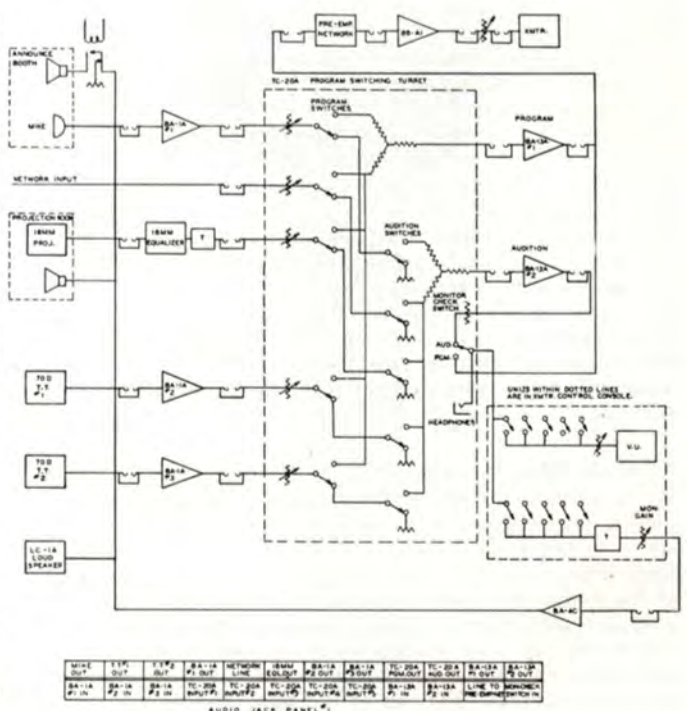 PRE-EMP.
NETWORK
BB-A1
XMTR.
ANNOUNCE
BOOTH
TC-20A PROGRAM SWITCHING TURRET
PROGRAM
SWITCHES
MIKE
BA-1A
#1
PROGRAM
BA-13A
#1
NETWORK INPUT
PROJECTION ROOM
16MM
PROJ.
16MM
EQUALIZER
T
AUDITION
SWITCHES
AUDITION
BA-13A
#2
MONITOR
CHECK
SWITCH
AUD.
PGM.
HEADPHONES
UNITS WITHIN DOTTED LINES
ARE IN XMTR. CONTROL CONSOLE.
70D
T.T.
#1
BA-1A
#2
V.U.
70D
T.T.
#2
BA-1A
#3
MON
GAIN
T
LC-1A
LOUD
SPEAKER
BA-4C
MIKE OUT T.T.#1 OUT T.T.#2 OUT BA-1A #1 OUT NETWORK LINE 16MM EQ.OUT BA-1A #2 OUT BA-1A #3 OUT TC-20A PGM.OUT TC-20A AUD.OUT BA-13A #1 OUT BA-13A #2 OUT
BA-1A #1 IN BA-1A #2 IN BA-1A #3 IN TC-20A INPUT#1 TC-20A INPUT#2 TC-20A INPUT#3 TC-20A INPUT#4 TC-20A BA-13A #1 IN BA-13A #2 IN LINE TO PRE-EMP.NET MON.CHECK SWITCH IN
AUDIO JACK PANEL #1